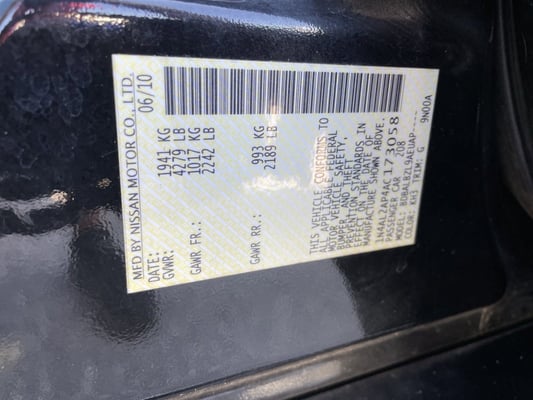 MFD BY NISSAN MOTOR CO., LTD.
DATE: 06/10
GVWR: 1941 KG
4279 LB
GAWR FR.: 1017 KG
2242 LB
GAWR RR.: 993 KG
2189 LB
THIS VEHICLE CONFORMS TO
ALL APPLICABLE FEDERAL
MOTOR VEHICLE SAFETY,
BUMPER, AND THEFT
PREVENTION STANDARDS IN
EFFECT ON THE DATE OF
MANUFACTURE SHOWN ABOVE.
1N4AL2AP4AC173058
PASSENGER CAR 208
MODEL: BDBALBZL9AEUAP----
COLOR: KH3 TRIM: G 9N00A